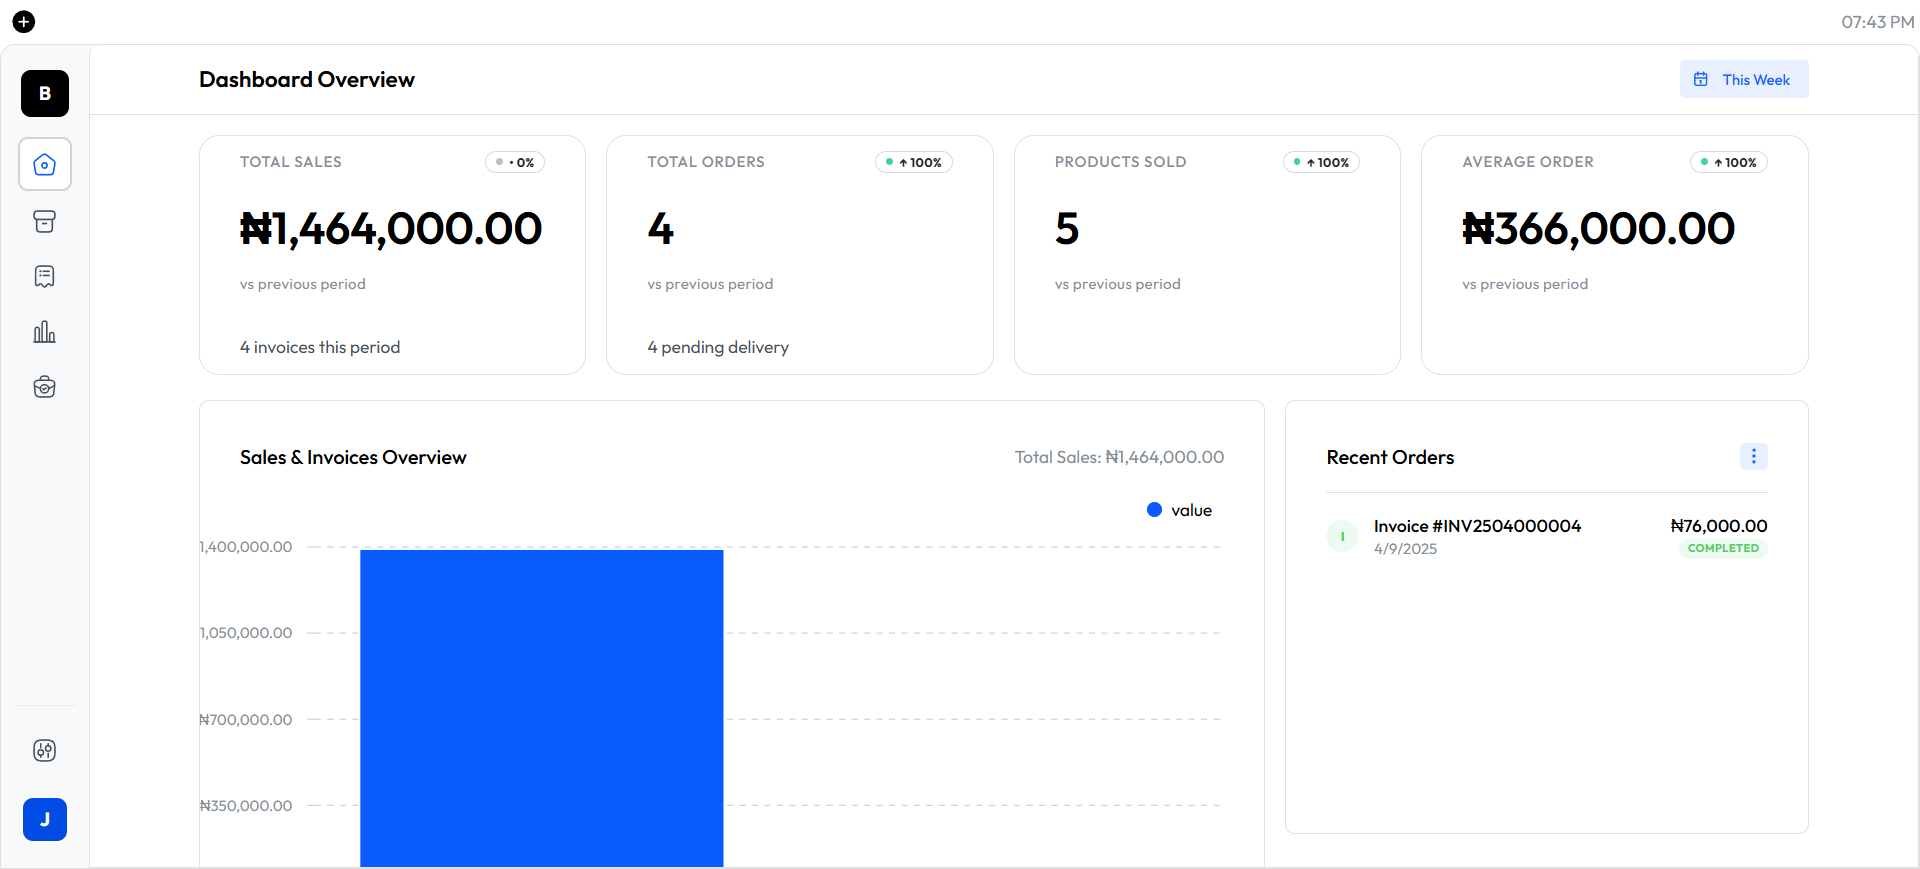 07:43 PM
B
Dashboard Overview
This Week
TOTAL SALES
• 0%
₦1,464,000.00
vs previous period
4 invoices this period
TOTAL ORDERS
↑ 100%
4
vs previous period
4 pending delivery
PRODUCTS SOLD
↑ 100%
5
vs previous period
AVERAGE ORDER
↑ 100%
₦366,000.00
vs previous period
Sales & Invoices Overview
Total Sales: ₦1,464,000.00
value
1,400,000.00
1,050,000.00
₦700,000.00
₦350,000.00
Recent Orders
I
Invoice #INV2504000004
₦76,000.00
4/9/2025
COMPLETED
J